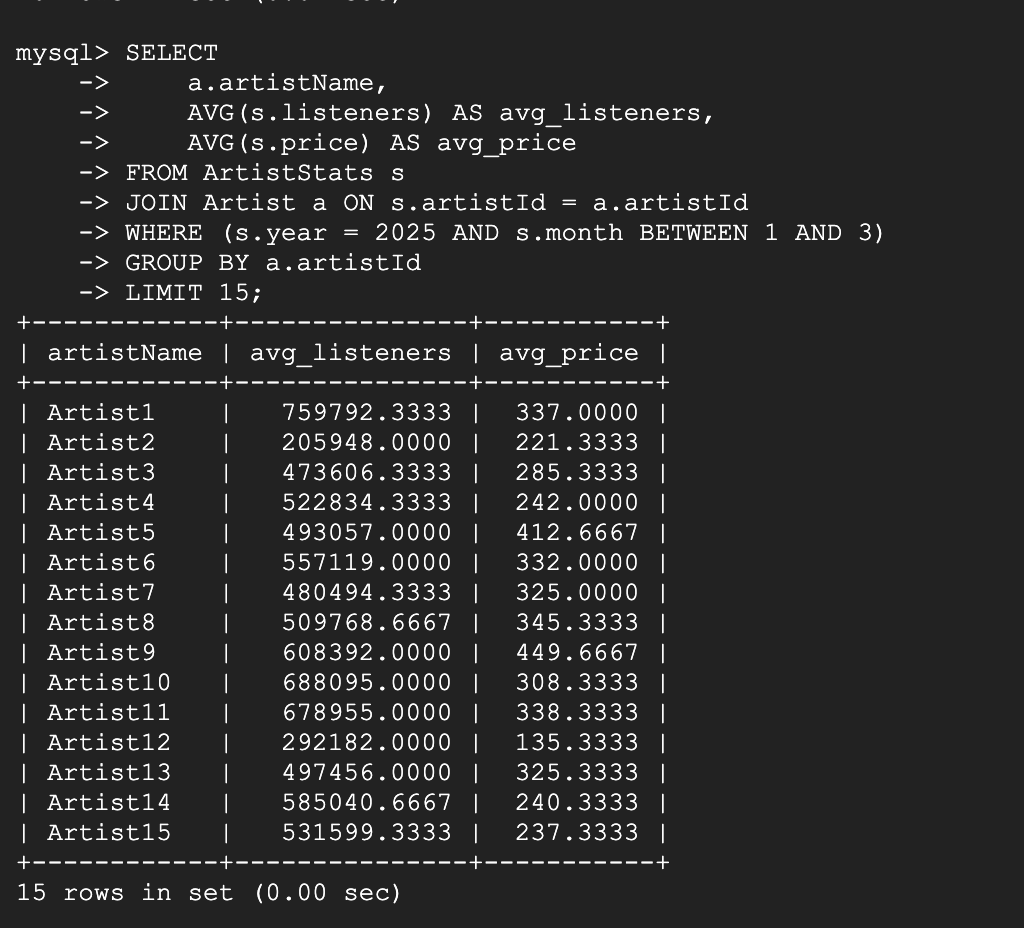 mysql> SELECT
    ->     a.artistName,
    ->     AVG(s.listeners) AS avg_listeners,
    ->     AVG(s.price) AS avg_price
    -> FROM ArtistStats s
    -> JOIN Artist a ON s.artistId = a.artistId
    -> WHERE (s.year = 2025 AND s.month BETWEEN 1 AND 3)
    -> GROUP BY a.artistId
    -> LIMIT 15;
+------------+---------------+-----------+
| artistName | avg_listeners | avg_price |
+------------+---------------+-----------+
| Artist1    |   759792.3333 |  337.0000 |
| Artist2    |   205948.0000 |  221.3333 |
| Artist3    |   473606.3333 |  285.3333 |
| Artist4    |   522834.3333 |  242.0000 |
| Artist5    |   493057.0000 |  412.6667 |
| Artist6    |   557119.0000 |  332.0000 |
| Artist7    |   480494.3333 |  325.0000 |
| Artist8    |   509768.6667 |  345.3333 |
| Artist9    |   608392.0000 |  449.6667 |
| Artist10   |   688095.0000 |  308.3333 |
| Artist11   |   678955.0000 |  338.3333 |
| Artist12   |   292182.0000 |  135.3333 |
| Artist13   |   497456.0000 |  325.3333 |
| Artist14   |   585040.6667 |  240.3333 |
| Artist15   |   531599.3333 |  237.3333 |
+------------+---------------+-----------+
15 rows in set (0.00 sec)